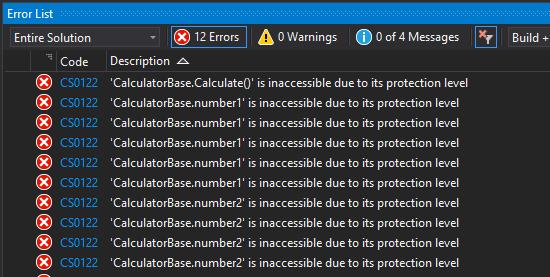 Error List
Entire Solution 12 Errors 0 Warnings 0 of 4 Messages Build +
Code Description
CS0122 'CalculatorBase.Calculate()' is inaccessible due to its protection level
CS0122 'CalculatorBase.number1' is inaccessible due to its protection level
CS0122 'CalculatorBase.number1' is inaccessible due to its protection level
CS0122 'CalculatorBase.number1' is inaccessible due to its protection level
CS0122 'CalculatorBase.number1' is inaccessible due to its protection level
CS0122 'CalculatorBase.number1' is inaccessible due to its protection level
CS0122 'CalculatorBase.number2' is inaccessible due to its protection level
CS0122 'CalculatorBase.number2' is inaccessible due to its protection level
CS0122 'CalculatorBase.number2' is inaccessible due to its protection level
CS0122 'CalculatorBase.number2' is inaccessible due to its protection level